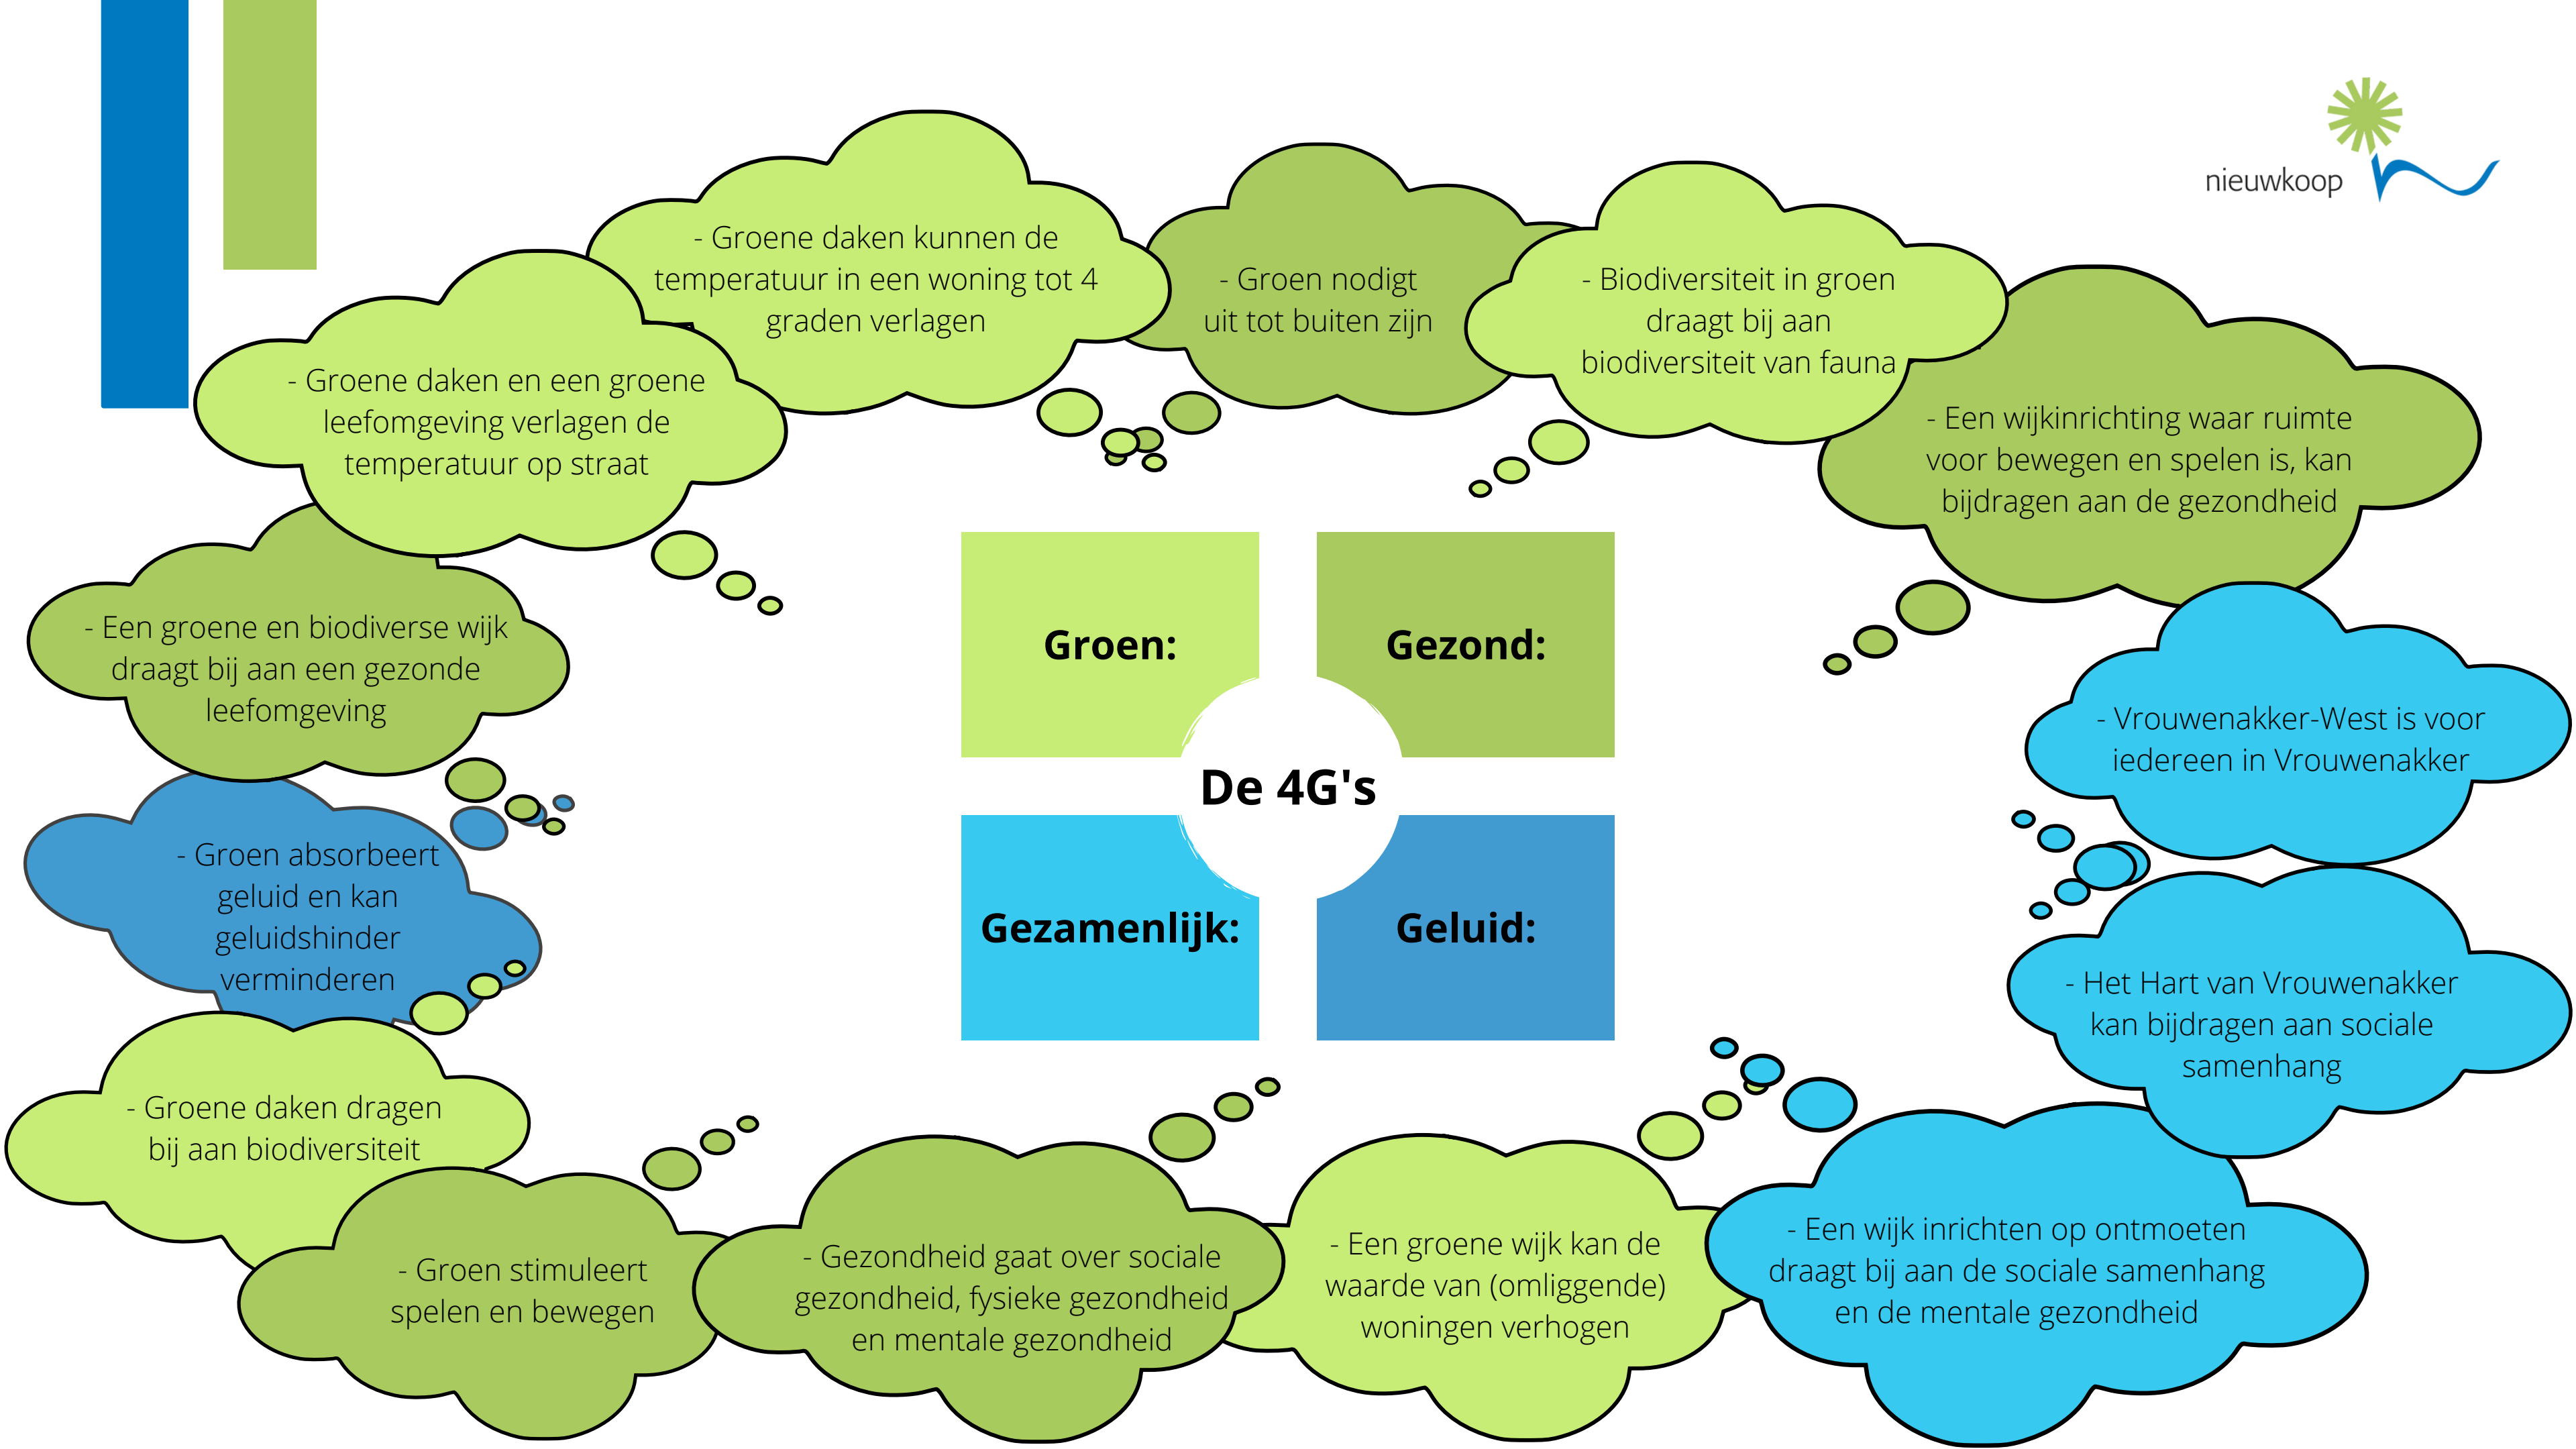 nieuwkoop
- Groene daken kunnen de
temperatuur in een woning tot 4
graden verlagen
- Groen nodigt
uit tot buiten zijn
- Biodiversiteit in groen
draagt bij aan
biodiversiteit van fauna
- Groene daken en een groene
leefomgeving verlagen de
temperatuur op straat
- Een wijkinrichting waar ruimte
voor bewegen en spelen is, kan
bijdragen aan de gezondheid
- Een groene en biodiverse wijk
draagt bij aan een gezonde
leefomgeving
Groen:
Gezond:
- Vrouwenakker-West is voor
iedereen in Vrouwenakker
De 4G's
- Groen absorbeert
geluid en kan
geluidshinder
verminderen
Gezamenlijk:
Geluid:
- Het Hart van Vrouwenakker
kan bijdragen aan sociale
samenhang
- Groene daken dragen
bij aan biodiversiteit
- Groen stimuleert
spelen en bewegen
- Gezondheid gaat over sociale
gezondheid, fysieke gezondheid
en mentale gezondheid
- Een groene wijk kan de
waarde van (omliggende)
woningen verhogen
- Een wijk inrichten op ontmoeten
draagt bij aan de sociale samenhang
en de mentale gezondheid